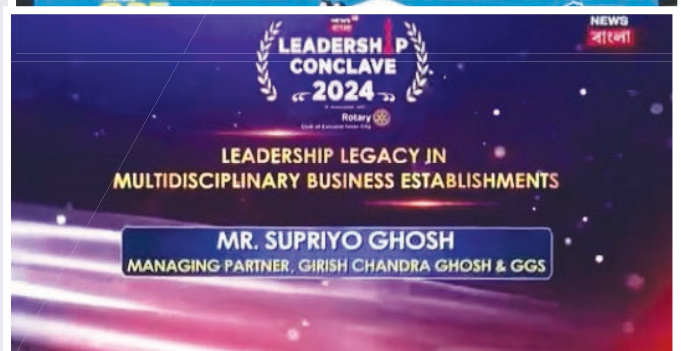 NEWS
বাংলা
LEADERSHIP
CONCLAVE
2024
Rotary
LEADERSHIP LEGACY IN
MULTIDISCIPLINARY BUSINESS ESTABLISHMENTS
MR. SUPRIYO GHOSH
MANAGING PARTNER, GIRISH CHANDRA GHOSH & GGS